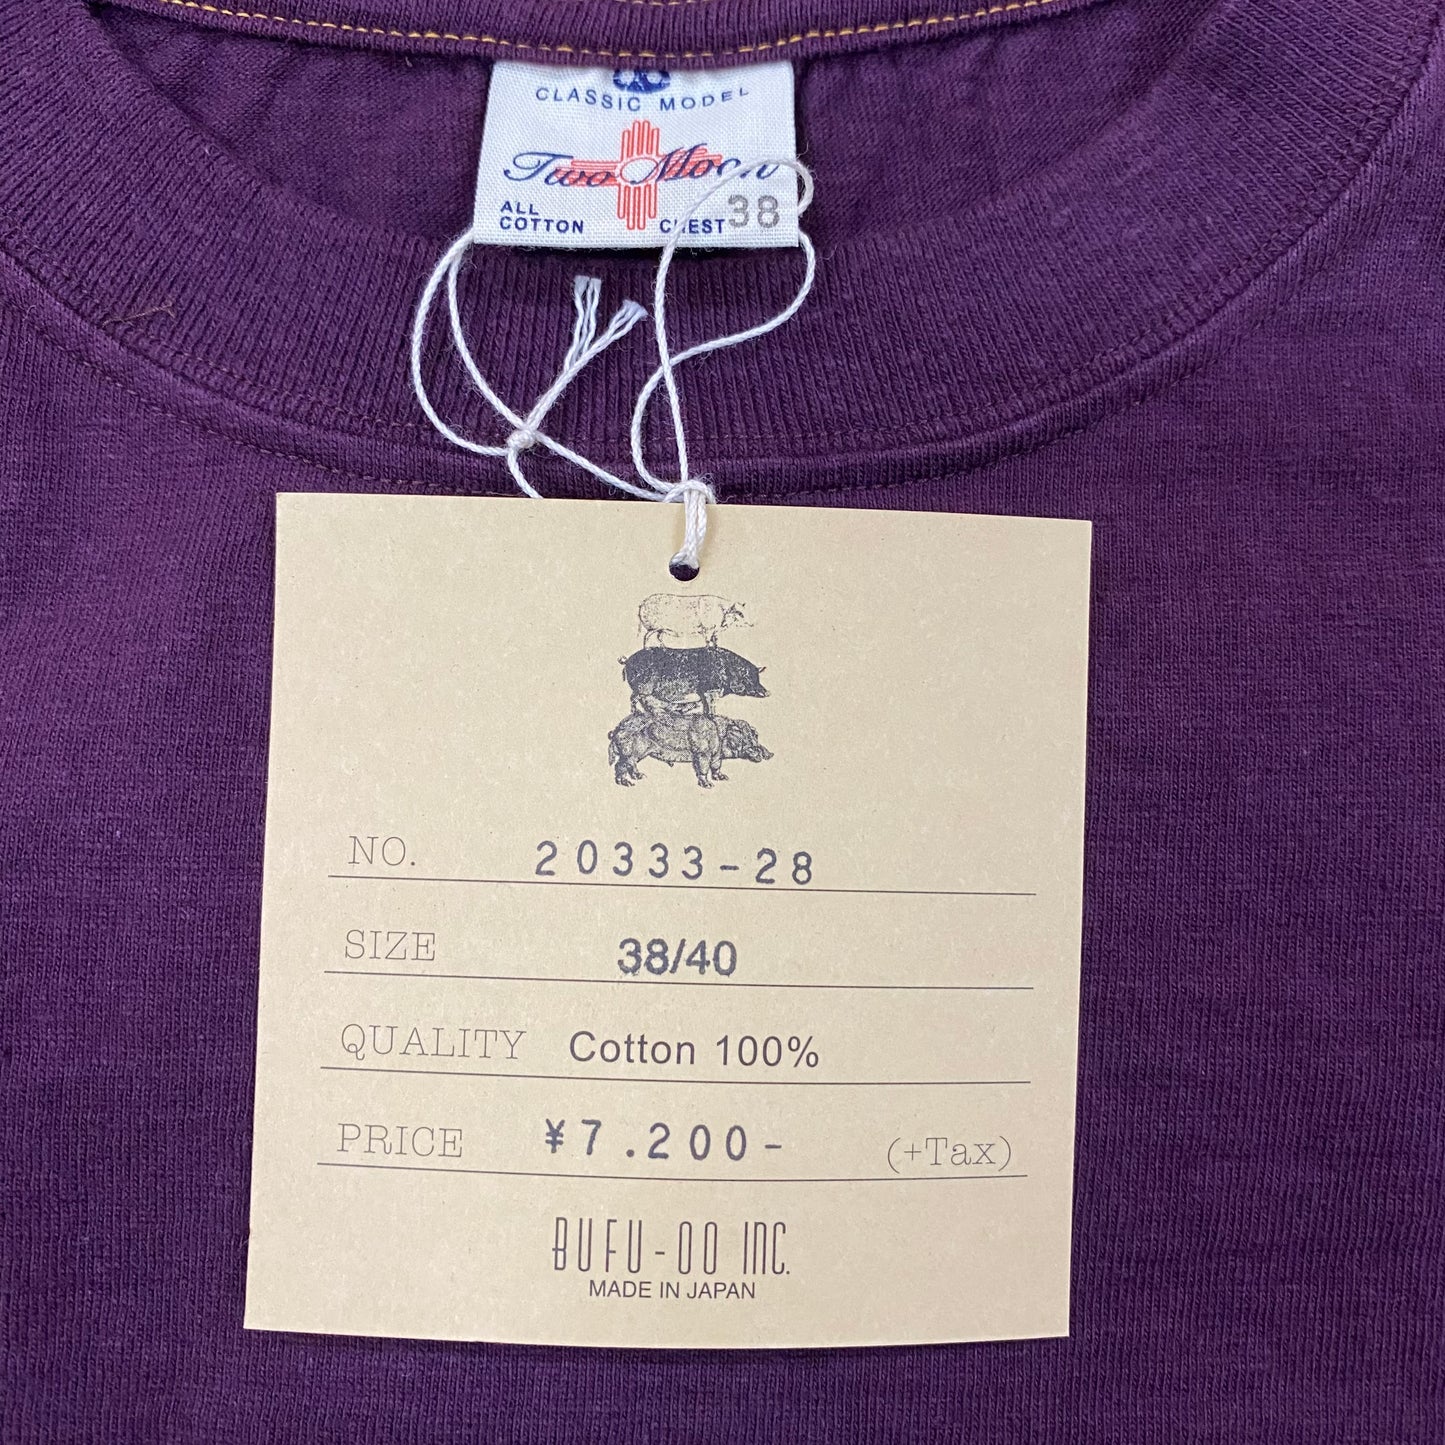 CLASSIC MODEL
Two Moon
ALL
COTTON
CHEST 38
NO. 20333-28
SIZE 38/40
QUALITY Cotton 100%
PRICE ¥7.200- (+Tax)
BUFU-OO INC.
MADE IN JAPAN